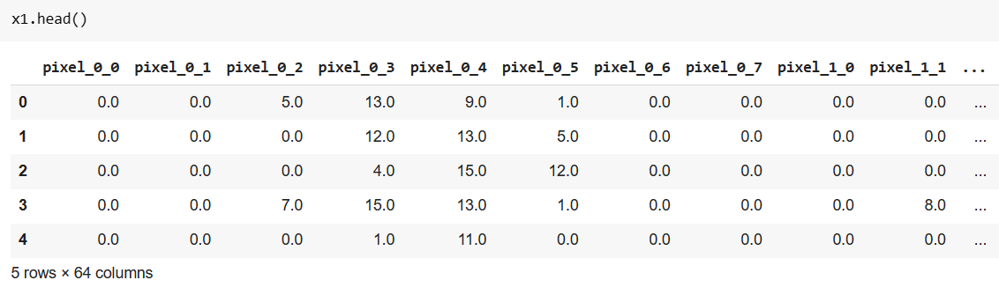 x1.head()
pixel_0_0 pixel_0_1 pixel_0_2 pixel_0_3 pixel_0_4 pixel_0_5 pixel_0_6 pixel_0_7 pixel_1_0 pixel_1_1 ...
0 0.0 0.0 5.0 13.0 9.0 1.0 0.0 0.0 0.0 0.0 ...
1 0.0 0.0 0.0 12.0 13.0 5.0 0.0 0.0 0.0 0.0 ...
2 0.0 0.0 0.0 4.0 15.0 12.0 0.0 0.0 0.0 0.0 ...
3 0.0 0.0 7.0 15.0 13.0 1.0 0.0 0.0 0.0 8.0 ...
4 0.0 0.0 0.0 1.0 11.0 0.0 0.0 0.0 0.0 0.0 ...
5 rows × 64 columns